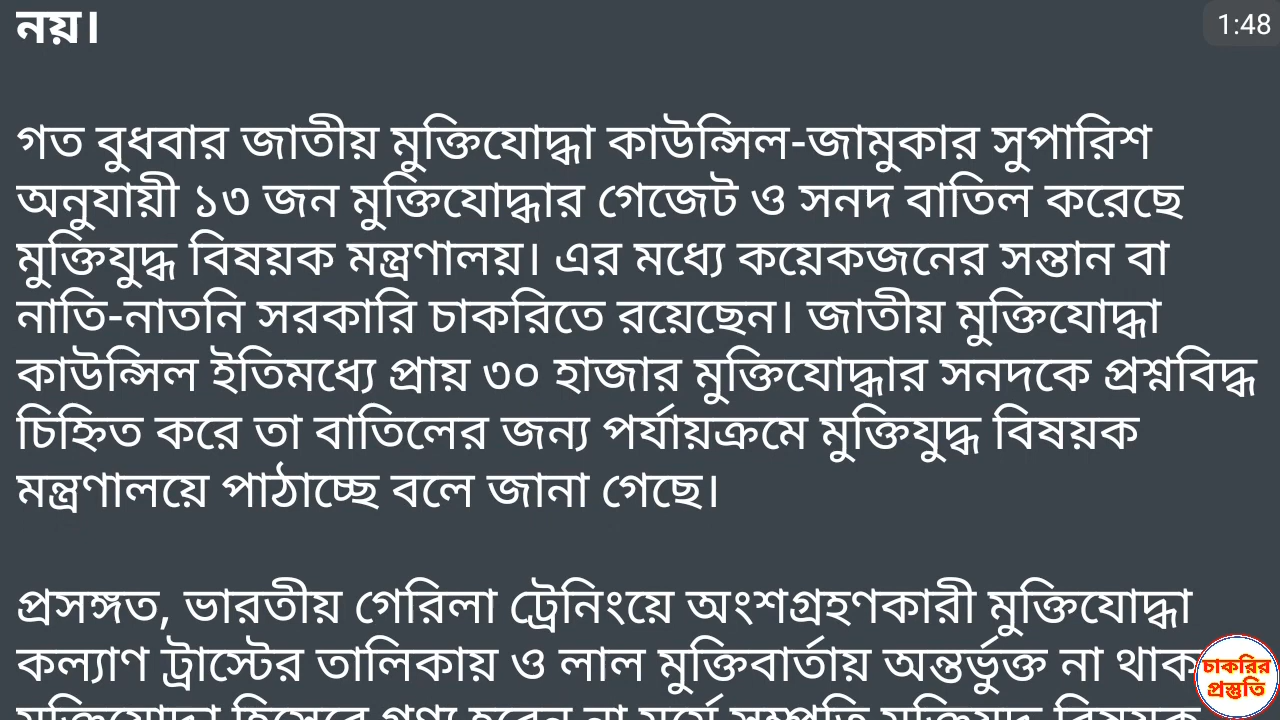 নয়।
1:48
গত বুধবার জাতীয় মুক্তিযোদ্ধা কাউন্সিল-জামুকার সুপারিশ
অনুযায়ী ১৩ জন মুক্তিযোদ্ধার গেজেট ও সনদ বাতিল করেছে
মুক্তিযুদ্ধ বিষয়ক মন্ত্রণালয়। এর মধ্যে কয়েকজনের সন্তান বা
নাতি-নাতনি সরকারি চাকরিতে রয়েছেন। জাতীয় মুক্তিযোদ্ধা
কাউন্সিল ইতিমধ্যে প্রায় ৩০ হাজার মুক্তিযোদ্ধার সনদকে প্রশ্নবিদ্ধ
চিহ্নিত করে তা বাতিলের জন্য পর্যায়ক্রমে মুক্তিযুদ্ধ বিষয়ক
মন্ত্রণালয়ে পাঠাচ্ছে বলে জানা গেছে।
প্রসঙ্গত, ভারতীয় গেরিলা ট্রেনিংয়ে অংশগ্রহণকারী মুক্তিযোদ্ধা
কল্যাণ ট্রাস্টের তালিকায় ও লাল মুক্তিবার্তায় অন্তর্ভুক্ত না
চাকরির
প্রস্তুতি